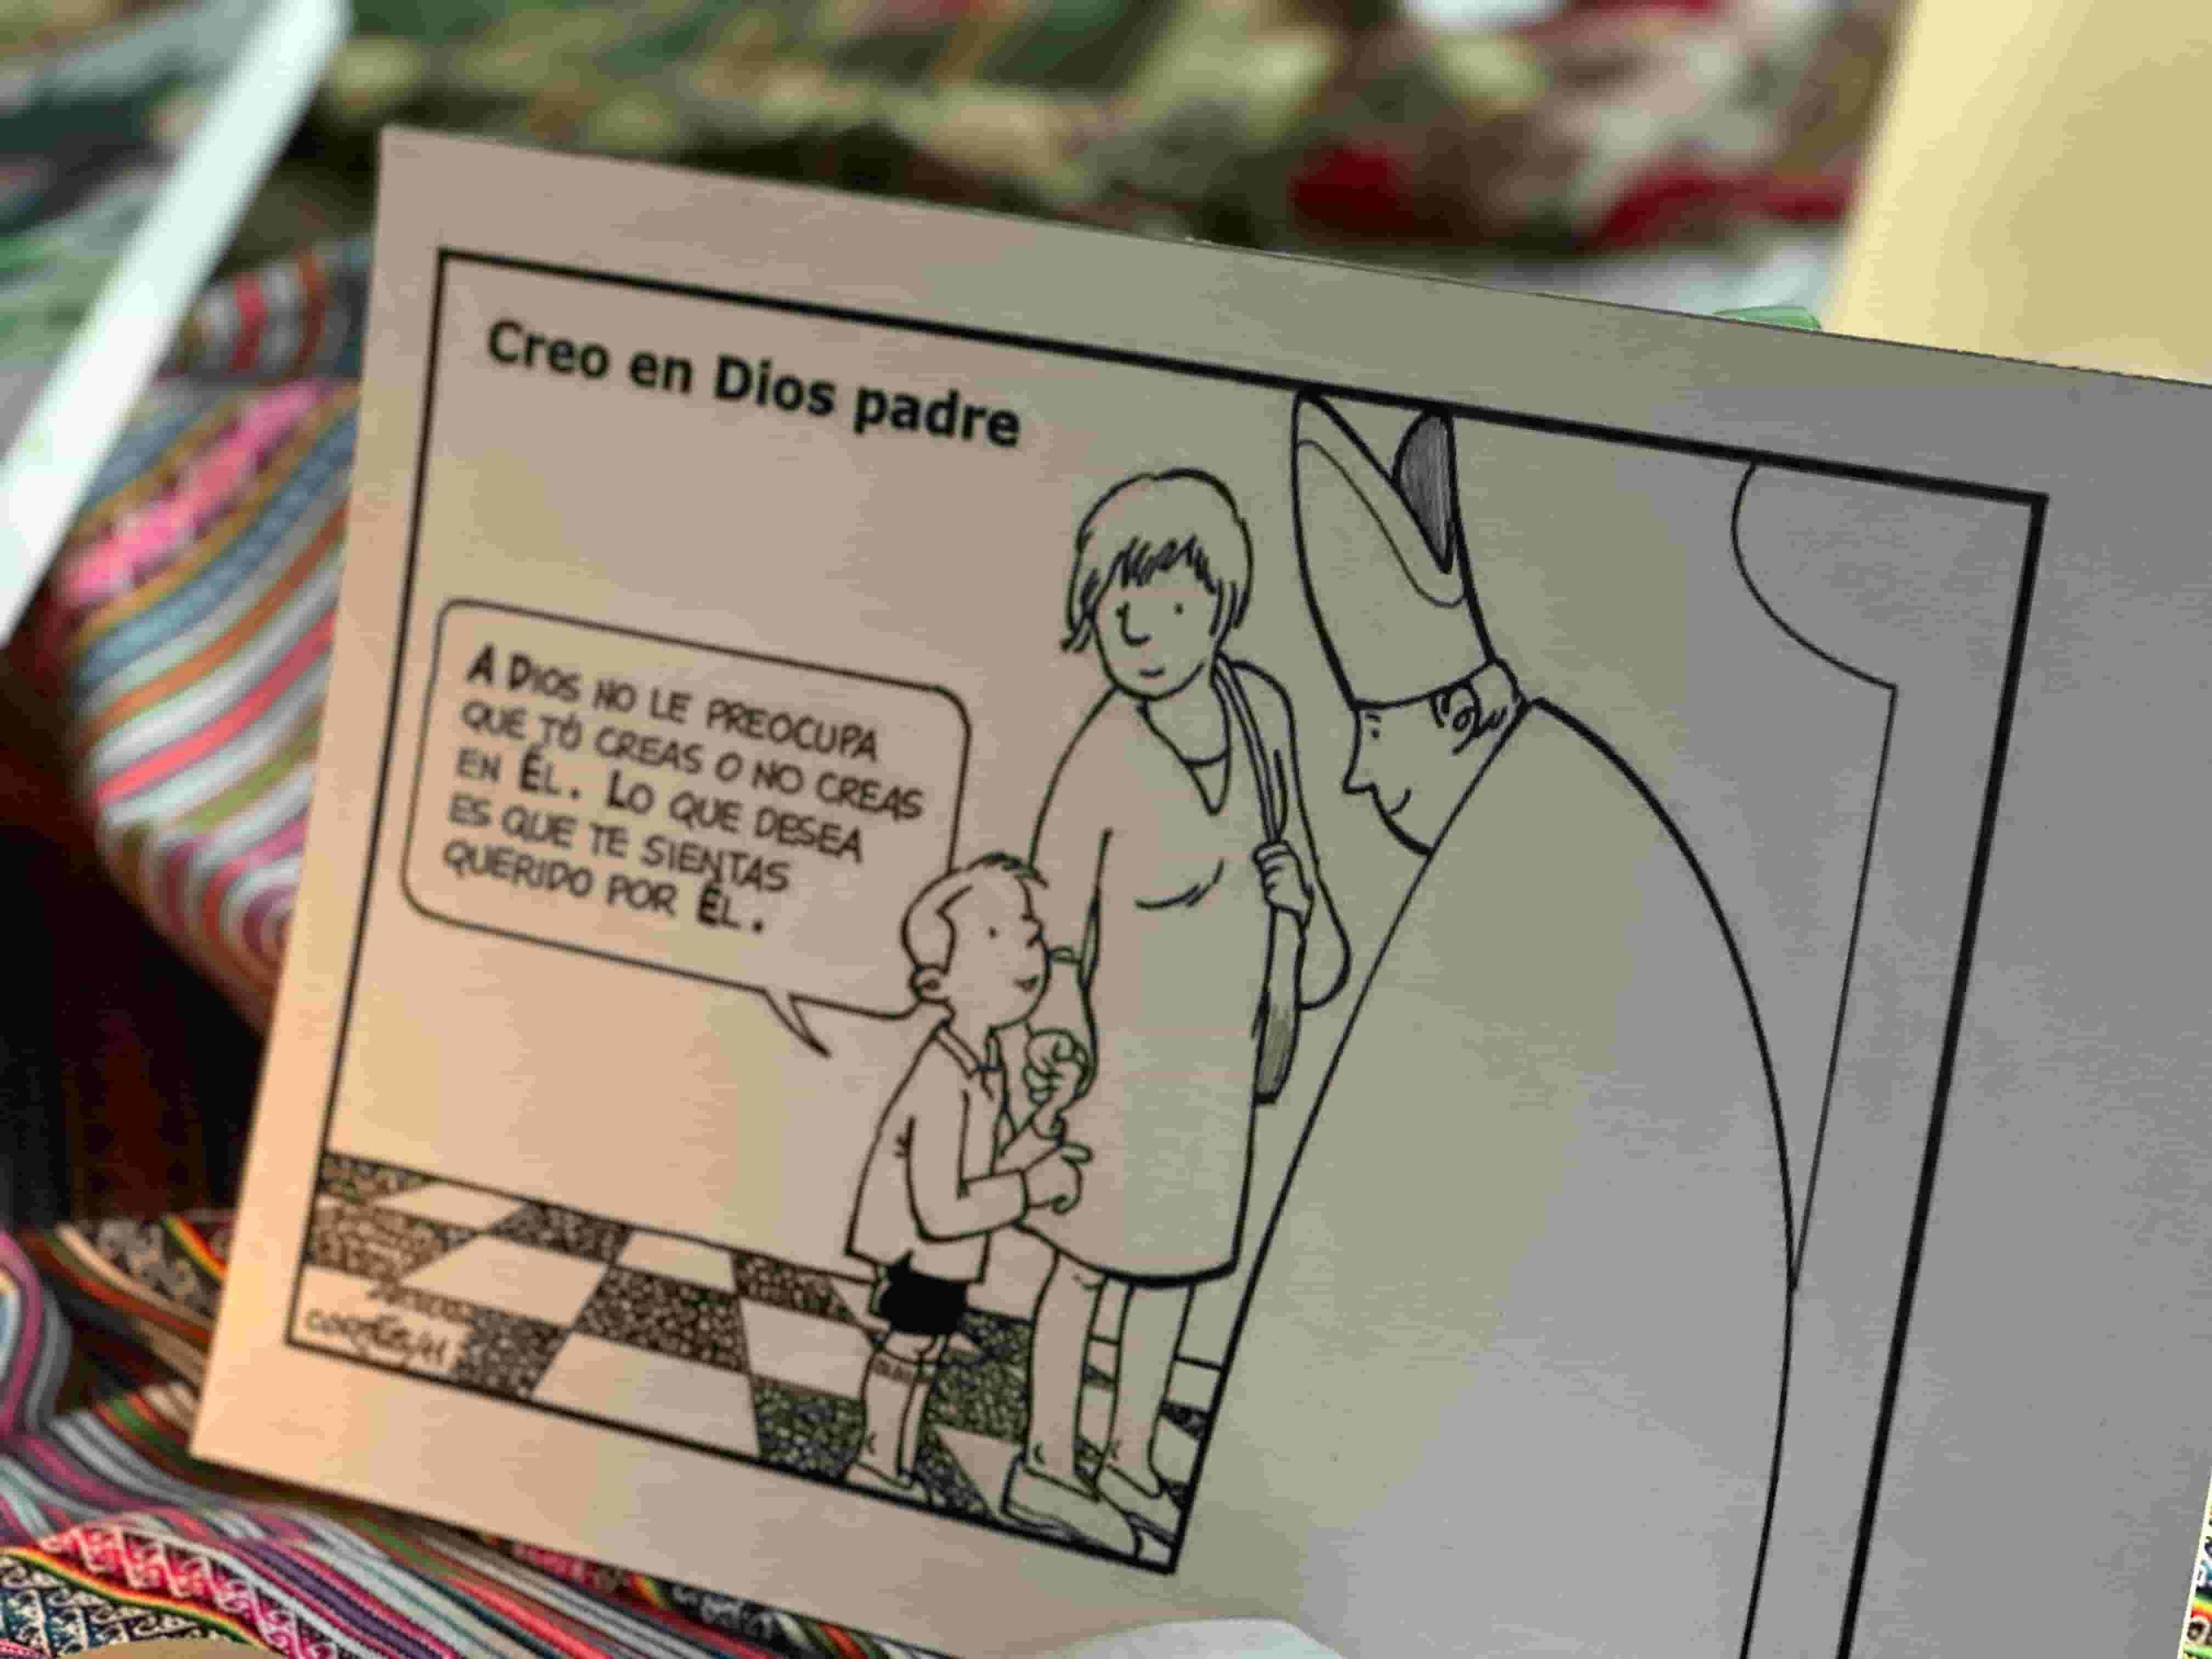 Creo en Dios padre
A DIOS NO LE PREOCUPA
QUE TÚ CREAS O NO CREAS
EN ÉL. LO QUE DESEA
ES QUE TE SIENTAS
QUERIDO POR ÉL.